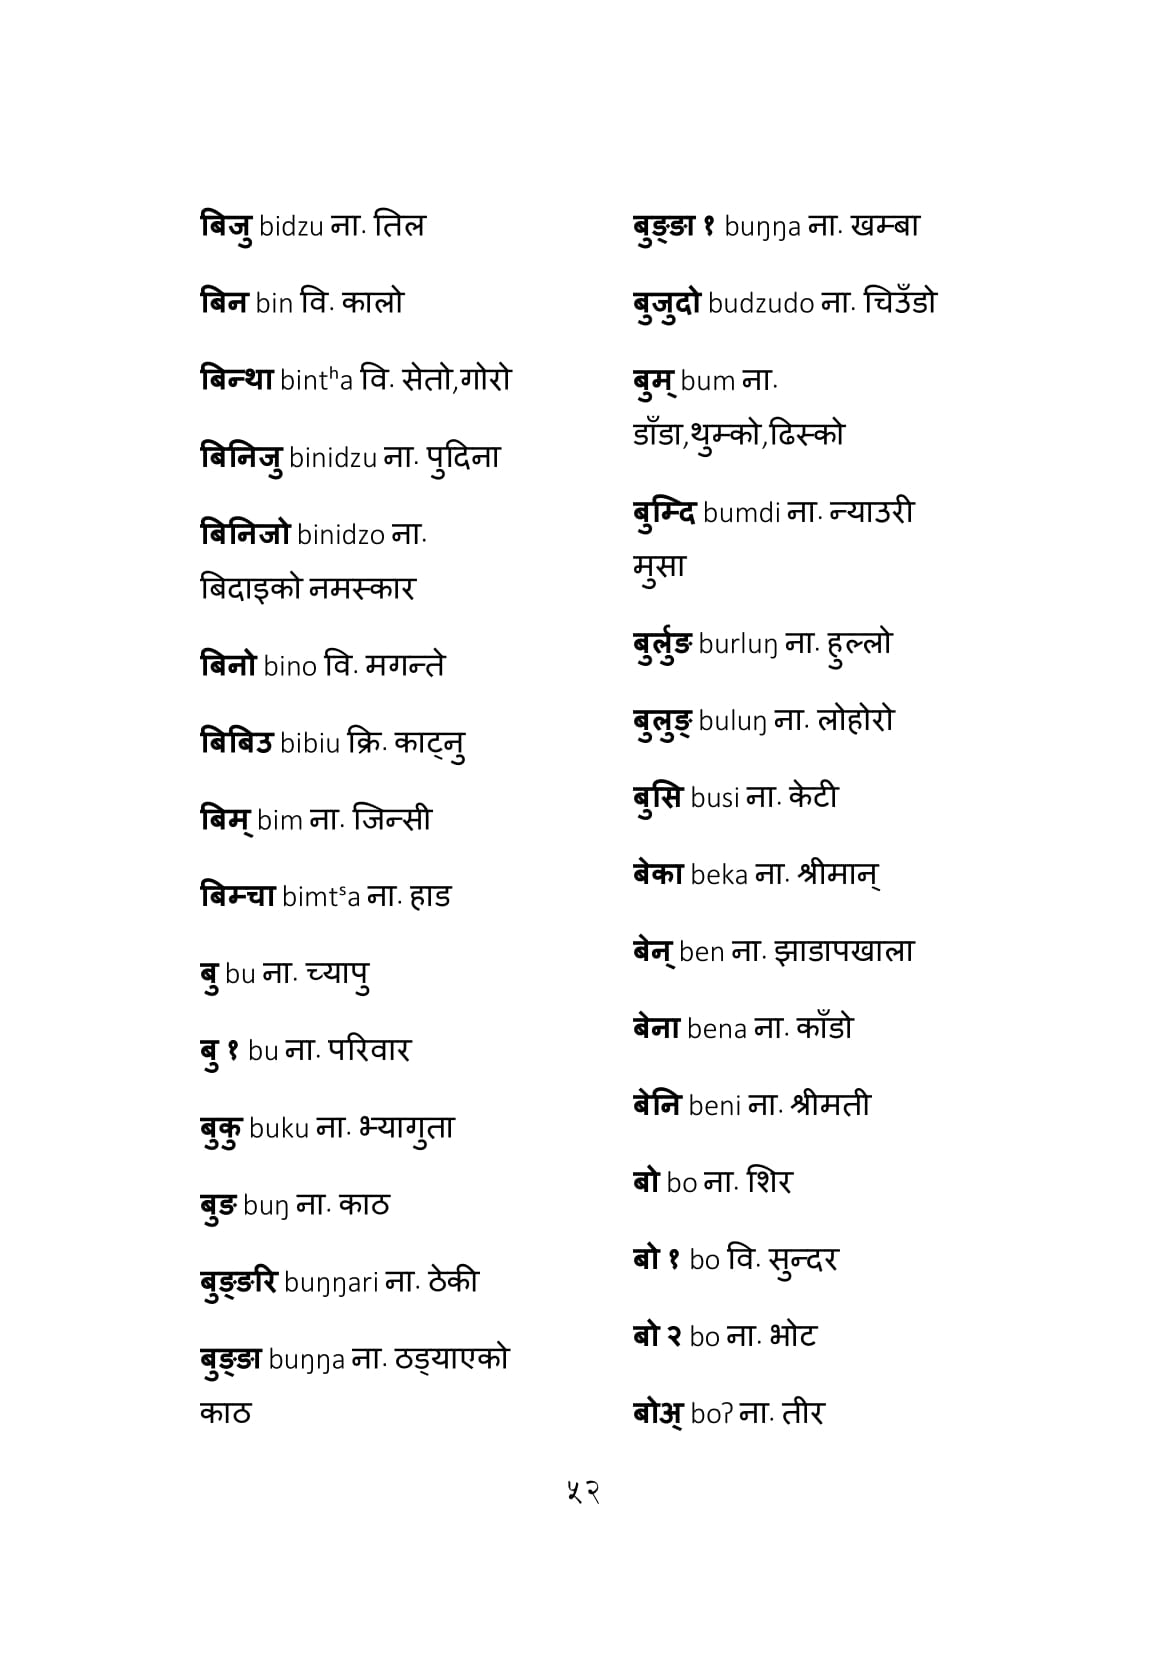 बिजु bidzu ना. तिल
बिन bin वि. कालो
बिन्था bintʰa वि. सेतो,गोरो
बिनिजु binidzu ना. पुदिना
बिनिजो binidzo ना.
बिदाइको नमस्कार
बिनो bino वि. मगन्ते
बिबिउ bibiu क्रि. काट्नु
बिम् bim ना. जिन्सी
बिम्चा bimtˢa ना. हाड
बु bu ना. च्यापु
बु १ bu ना. परिवार
बुकु buku ना. भ्यागुता
बुङ buŋ ना. काठ
बुङ्ङरि buŋŋari ना. ठेकी
बुङ्ङा buŋŋa ना. ठड्याएको
काठ
बुङ्ङा १ buŋŋa ना. खम्बा
बुजुदो budzudo ना. चिउँडो
बुम् bum ना.
डाँडा,थुम्को,ढिस्को
बुम्दि bumdi ना. न्याउरी
मुसा
बुर्लुङ burluŋ ना. हुल्लो
बुलुङ् buluŋ ना. लोहोरो
बुसि busi ना. केटी
बेका beka ना. श्रीमान्
बेन् ben ना. झाडापखाला
बेना bena ना. काँडो
बेनि beni ना. श्रीमती
बो bo ना. शिर
बो १ bo वि. सुन्दर
बो २ bo ना. भोट
बोअ् boʔ ना. तीर
५२